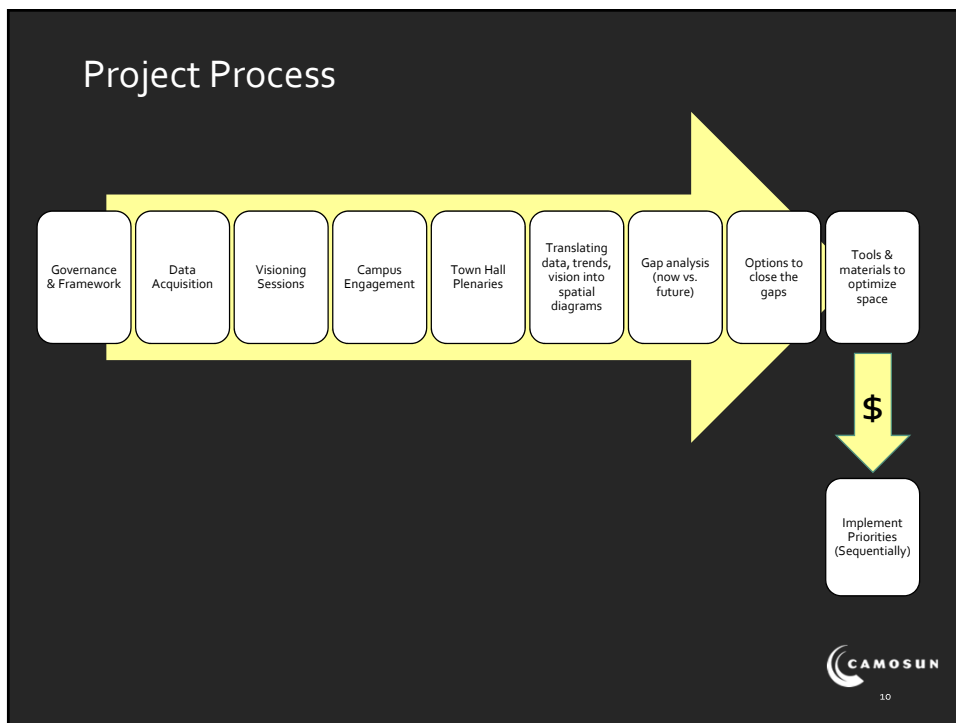 Project Process
Governance
& Framework
Data
Acquisition
Visioning
Sessions
Campus
Engagement
Town Hall
Plenaries
Translating
data, trends,
vision into
spatial
diagrams
Gap analysis
(now vs.
future)
Options to
close the
gaps
Tools &
materials to
optimize
space
$
Implement
Priorities
(Sequentially)
CAMOSUN
10